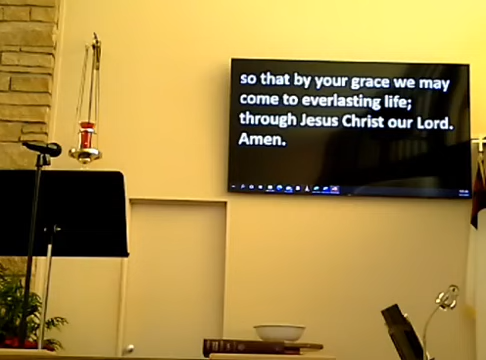 so that by your grace we may
come to everlasting life;
through Jesus Christ our Lord.
Amen.